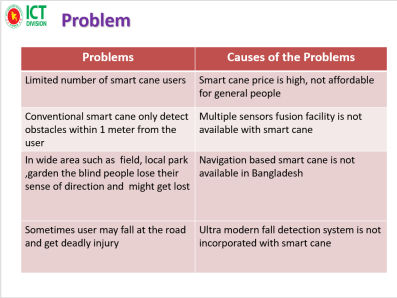 ICT
DIVISION
Problem
Problems
Causes of the Problems
Limited number of smart cane users
Smart cane price is high, not affordable
for general people
Conventional smart cane only detect
obstacles within 1 meter from the
user
Multiple sensors fusion facility is not
available with smart cane
In wide area such as field, local park
,garden the blind people lose their
sense of direction and might get lost
Navigation based smart cane is not
available in Bangladesh
Sometimes user may fall at the road
and get deadly injury
Ultra modern fall detection system is not
incorporated with smart cane